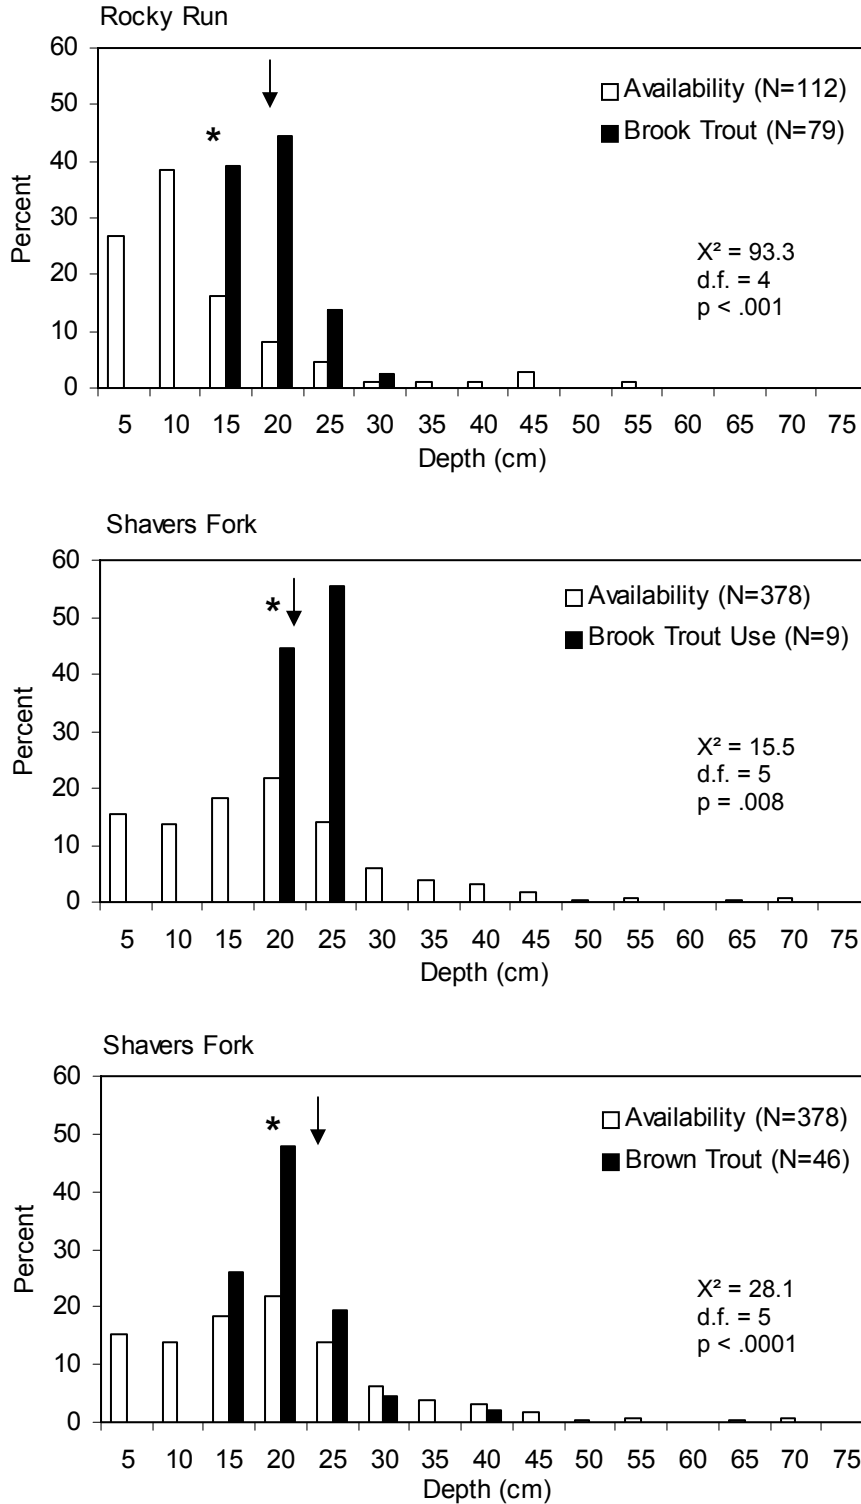 Rocky Run
60
50
40
30
20
10
0
Percent
*
Availability (N=112)
Brook Trout (N=79)
X² = 93.3
d.f. = 4
p < .001
5 10 15 20 25 30 35 40 45 50 55 60 65 70 75
Depth (cm)
Shavers Fork
60
50
40
30
20
10
0
Percent
*
Availability (N=378)
Brook Trout Use (N=9)
X² = 15.5
d.f. = 5
p = .008
5 10 15 20 25 30 35 40 45 50 55 60 65 70 75
Depth (cm)
Shavers Fork
60
50
40
30
20
10
0
Percent
*
Availability (N=378)
Brown Trout (N=46)
X² = 28.1
d.f. = 5
p < .0001
5 10 15 20 25 30 35 40 45 50 55 60 65 70 75
Depth (cm)